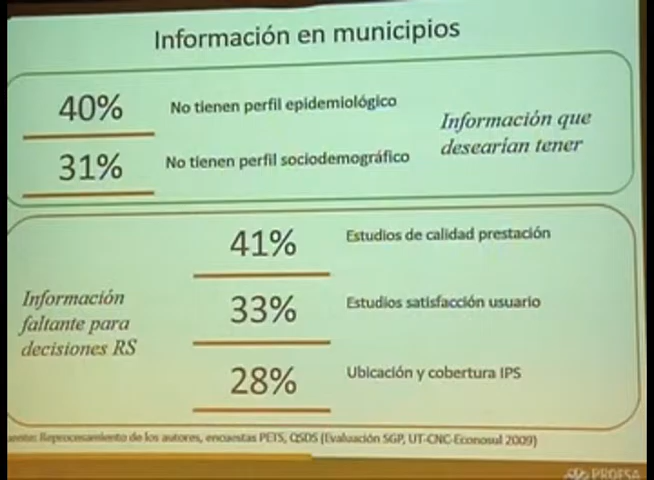 Información en municipios
40% No tienen perfil epidemiológico
31% No tienen perfil sociodemográfico
Información que
desearían tener
41% Estudios de calidad prestación
33% Estudios satisfacción usuario
28% Ubicación y cobertura IPS
Información
faltante para
decisiones RS
Reprocesamiento de los autores, encuestas PETS, QSDS (Evaluación SGP, UT-CNC-Econosul 2009)
PROESA